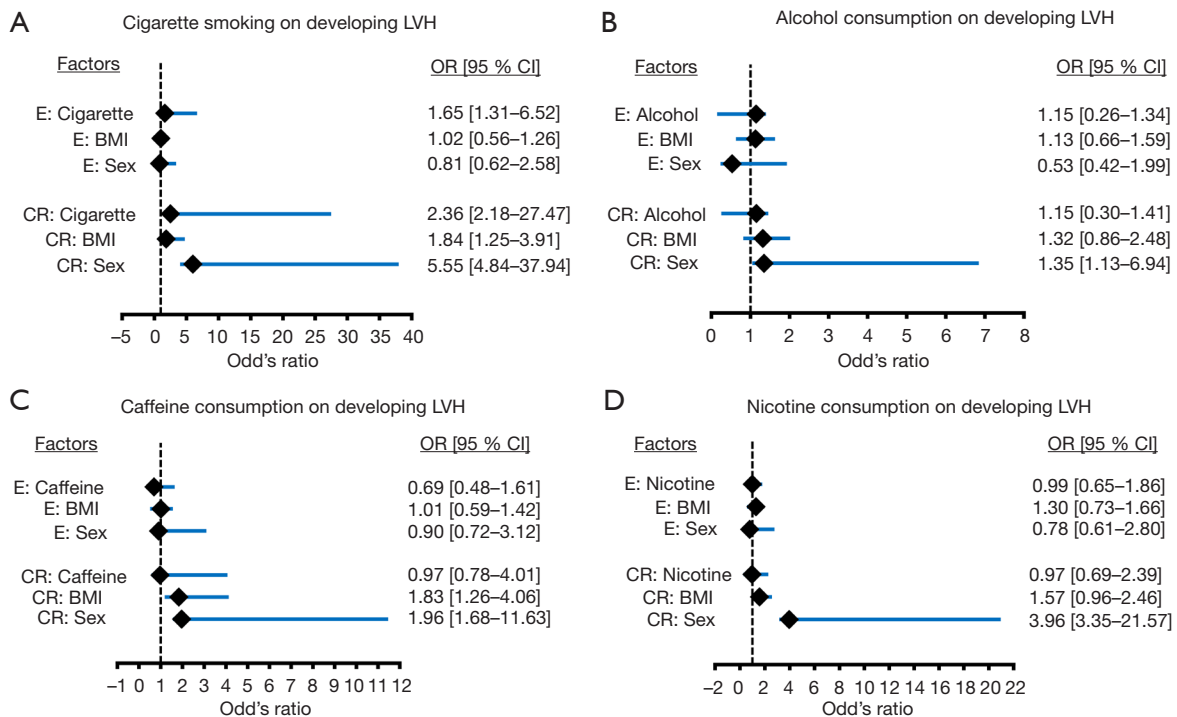 A
Cigarette smoking on developing LVH
Factors
OR [95 % CI]
E: Cigarette
1.65 [1.31–6.52]
E: BMI
1.02 [0.56–1.26]
E: Sex
0.81 [0.62–2.58]
CR: Cigarette
2.36 [2.18–27.47]
CR: BMI
1.84 [1.25–3.91]
CR: Sex
5.55 [4.84–37.94]
–5 0 5 10 15 20 25 30 35 40
Odd’s ratio
B
Alcohol consumption on developing LVH
Factors
OR [95 % CI]
E: Alcohol
1.15 [0.26–1.34]
E: BMI
1.13 [0.66–1.59]
E: Sex
0.53 [0.42–1.99]
CR: Alcohol
1.15 [0.30–1.41]
CR: BMI
1.32 [0.86–2.48]
CR: Sex
1.35 [1.13–6.94]
0 1 2 3 4 5 6 7 8
Odd’s ratio
C
Caffeine consumption on developing LVH
Factors
OR [95 % CI]
E: Caffeine
0.69 [0.48–1.61]
E: BMI
1.01 [0.59–1.42]
E: Sex
0.90 [0.72–3.12]
CR: Caffeine
0.97 [0.78–4.01]
CR: BMI
1.83 [1.26–4.06]
CR: Sex
1.96 [1.68–11.63]
–1 0 1 2 3 4 5 6 7 8 9 10 11 12
Odd’s ratio
D
Nicotine consumption on developing LVH
Factors
OR [95 % CI]
E: Nicotine
0.99 [0.65–1.86]
E: BMI
1.30 [0.73–1.66]
E: Sex
0.78 [0.61–2.80]
CR: Nicotine
0.97 [0.69–2.39]
CR: BMI
1.57 [0.96–2.46]
CR: Sex
3.96 [3.35–21.57]
–2 0 2 4 6 8 10 12 14 16 18 20 22
Odd’s ratio